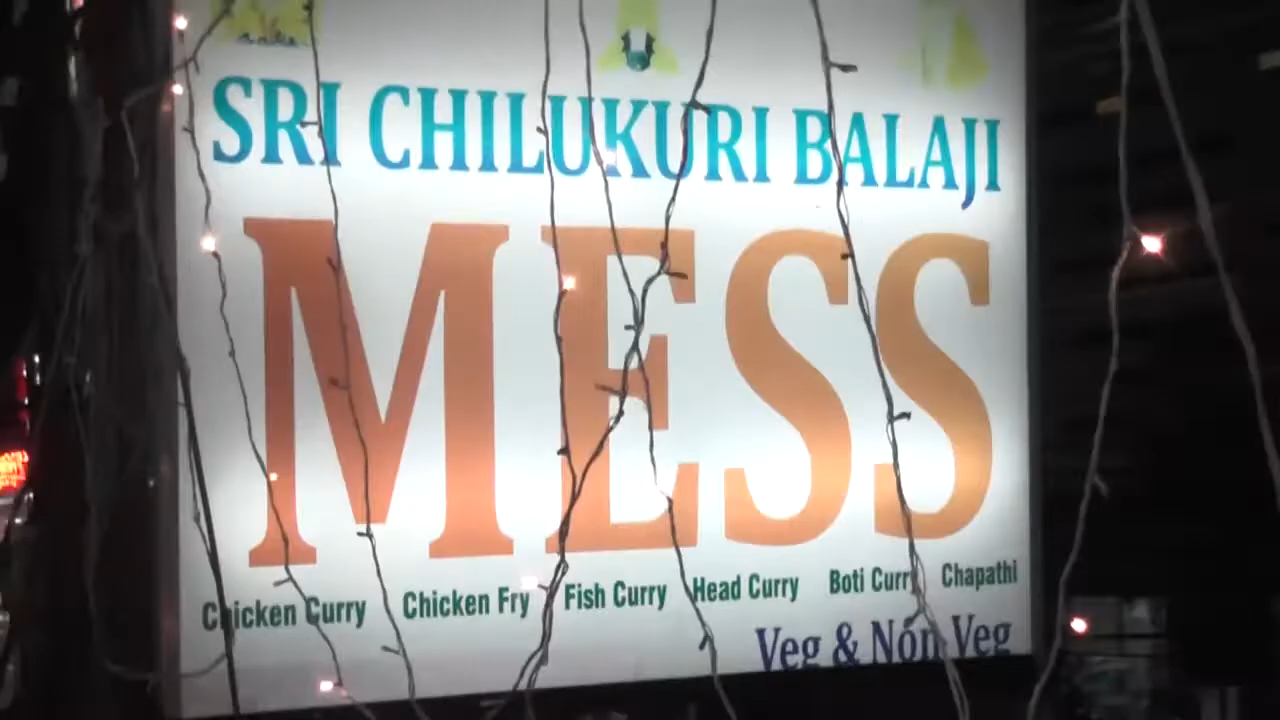 SRI CHILUKURI BALAJI
MESS
Chicken Curry Chicken Fry Fish Curry Head Curry Boti Curry Chapathi
Veg & Non Veg